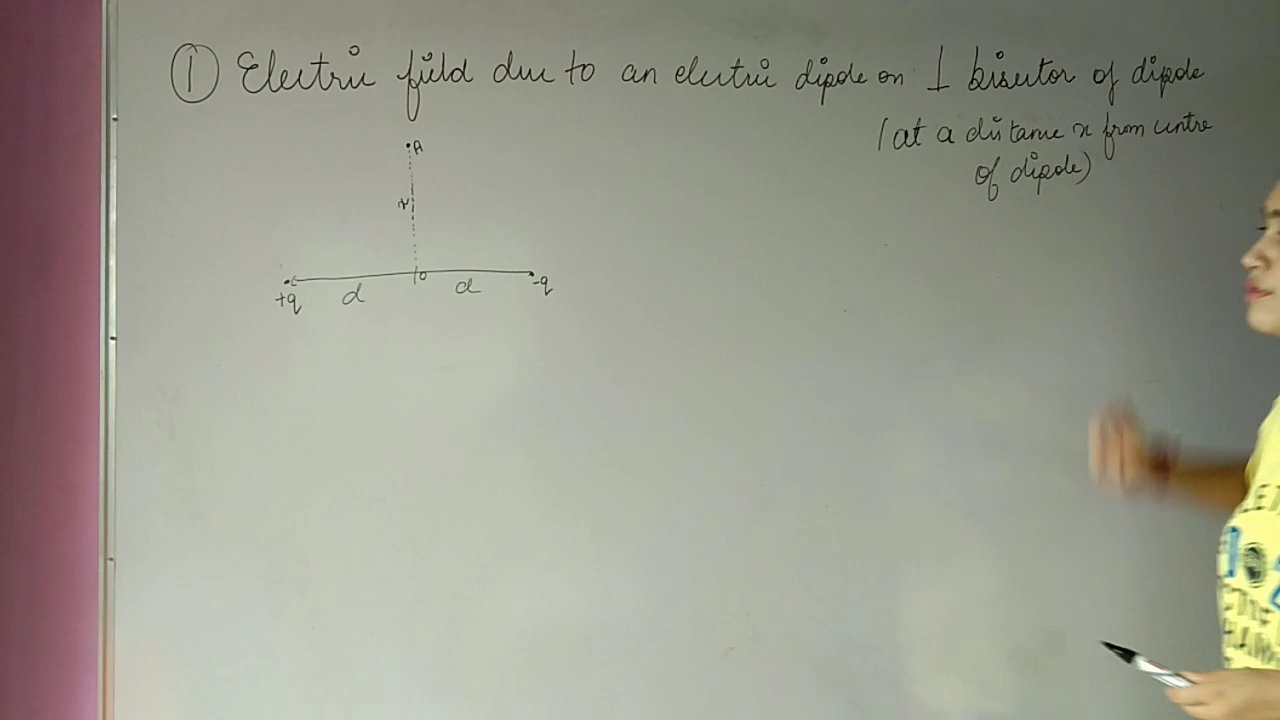 ① Electric field due to an electric dipole on ⊥ bisector of dipole
(at a distance x from centre
of dipole)
A
x
O
+q d d -q